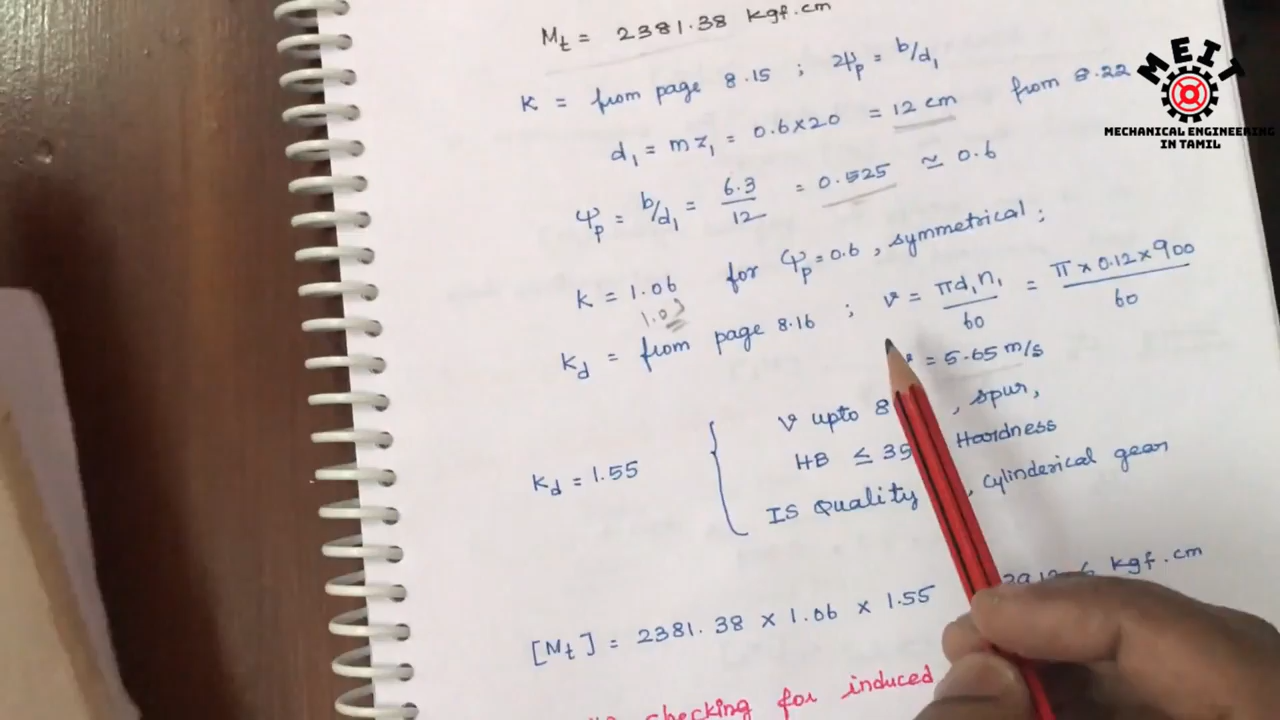 Mt = 2381.38 kgf.cm
K = from page 8.15 ; ψp = b/d1
d1 = mz1 = 0.6×20 = 12 cm from 8.22
ψp = b/d1 = 6.3/12 = 0.525 ≃ 0.6
K = 1.06 for ψp = 0.6, symmetrical ;
1.03
Kd = from page 8.16 ; v = πd1n1/60 = π×0.12×900/60
= 5.65 m/s
v upto 8 , spur,
HB ≤ 35 Hardness
Kd = 1.55
IS Quality , cylinderical gear
[Mt] = 2381.38 × 1.06 × 1.55 kgf.cm
checking for induced
MEIT
MECHANICAL ENGINEERING
IN TAMIL